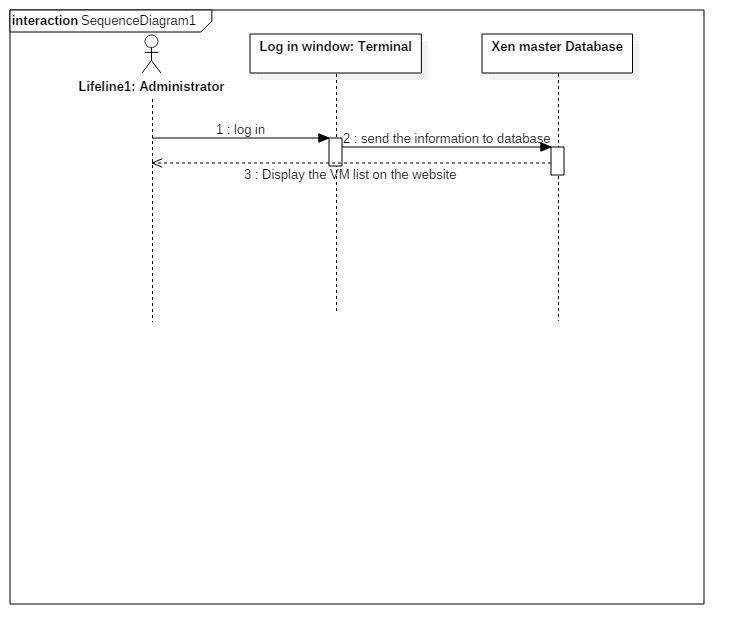 interaction SequenceDiagram1
Log in window: Terminal
Xen master Database
Lifeline1: Administrator
1 : log in
2 : send the information to database
3 : Display the VM list on the website